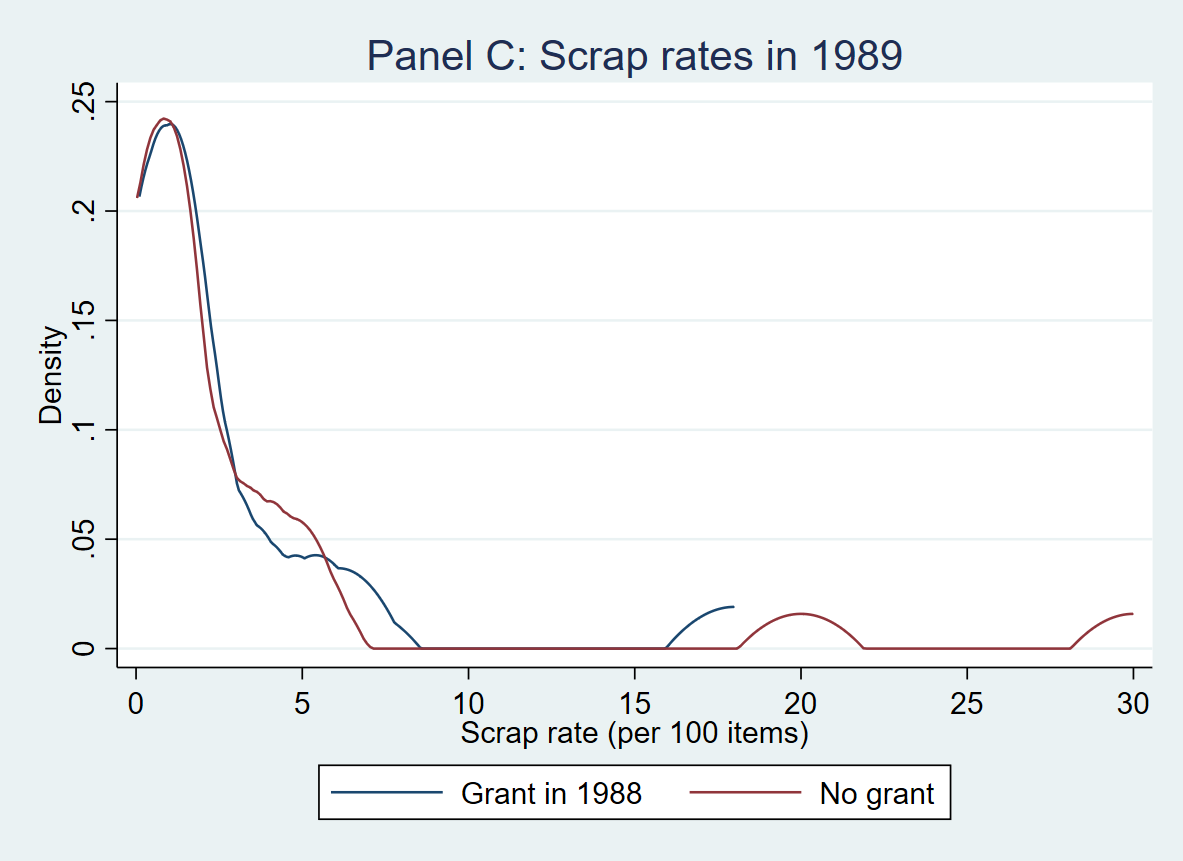 Panel C: Scrap rates in 1989
Density
.25
.2
.15
.1
.05
0
0 5 10 15 20 25 30
Scrap rate (per 100 items)
Grant in 1988 No grant